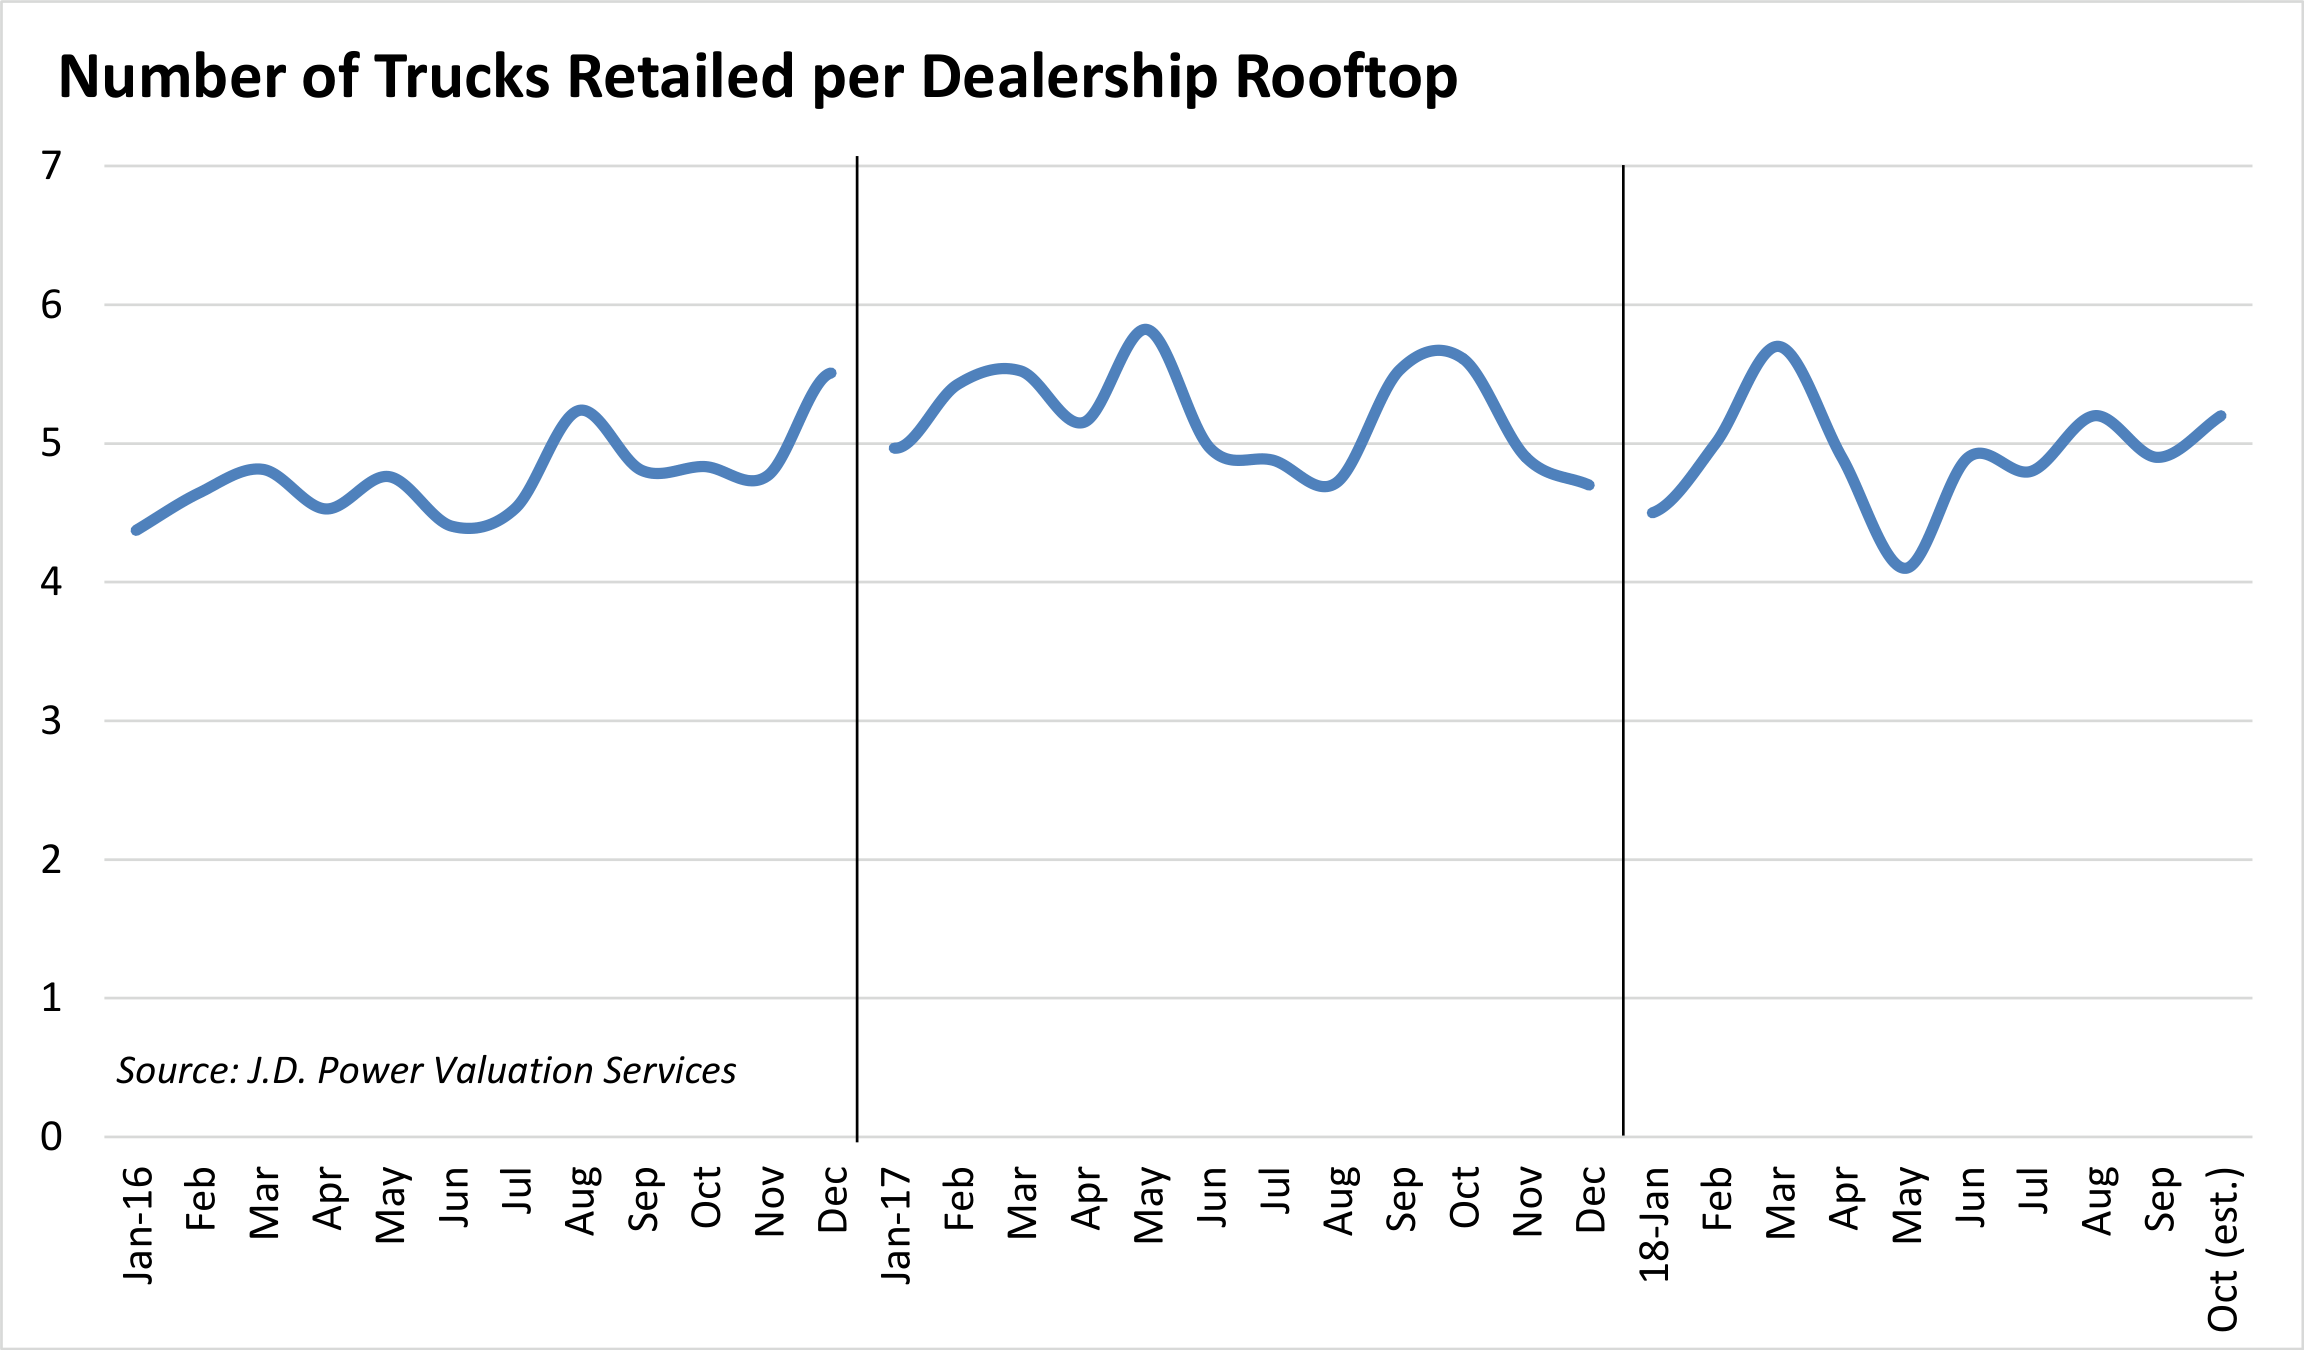 Number of Trucks Retailed per Dealership Rooftop
7
6
5
4
3
2
1
Source: J.D. Power Valuation Services
0
Jan-16
Feb
Mar
Apr
May
Jun
Jul
Aug
Sep
Oct
Nov
Dec
Jan-17
Feb
Mar
Apr
May
Jun
Jul
Aug
Sep
Oct
Nov
Dec
18-Jan
Feb
Mar
Apr
May
Jun
Jul
Aug
Sep
Oct (est.)